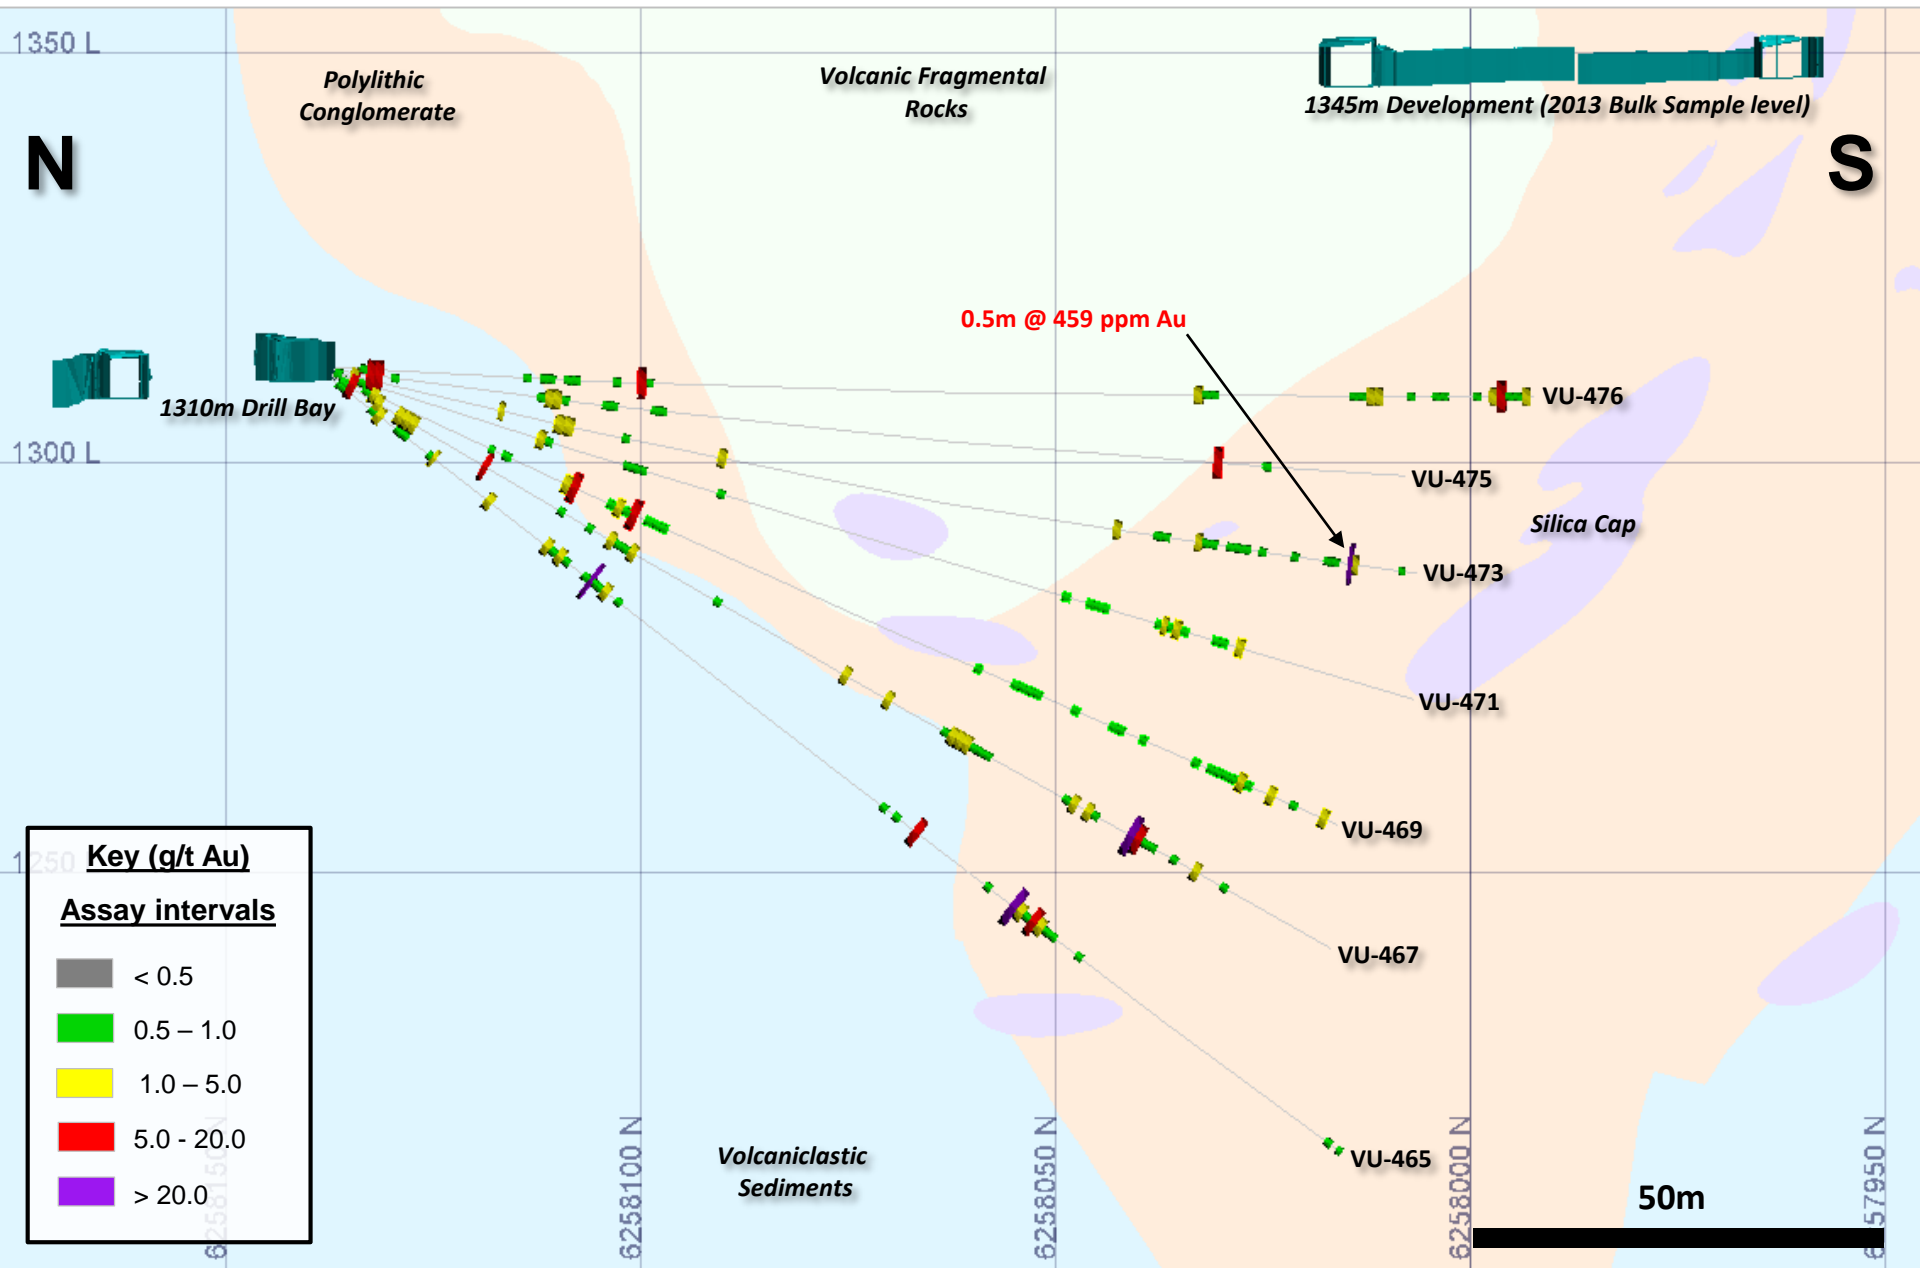 1350 L
Polylithic
Conglomerate
Volcanic Fragmental
Rocks
1345m Development (2013 Bulk Sample level)
N
S
0.5m @ 459 ppm Au
1310m Drill Bay
VU-476
1300 L
VU-475
Silica Cap
VU-473
VU-471
VU-469
VU-467
VU-465
1250
Key (g/t Au)
Assay intervals
< 0.5
0.5 – 1.0
1.0 – 5.0
5.0 - 20.0
> 20.0
Volcaniclastic
Sediments
6258150 N
6258100 N
6258050 N
6258000 N
6257950 N
50m